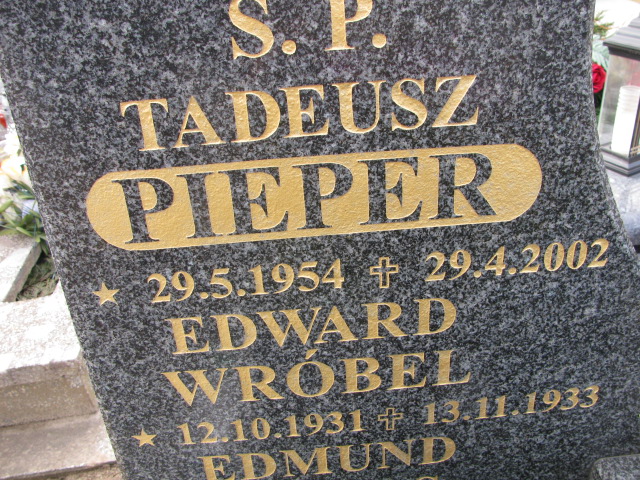 S. P.
TADEUSZ
PIEPER
29.5.1954 29.4.2002
EDWARD
WRÓBEL
12.10.1931 13.11.1933
EDMUND